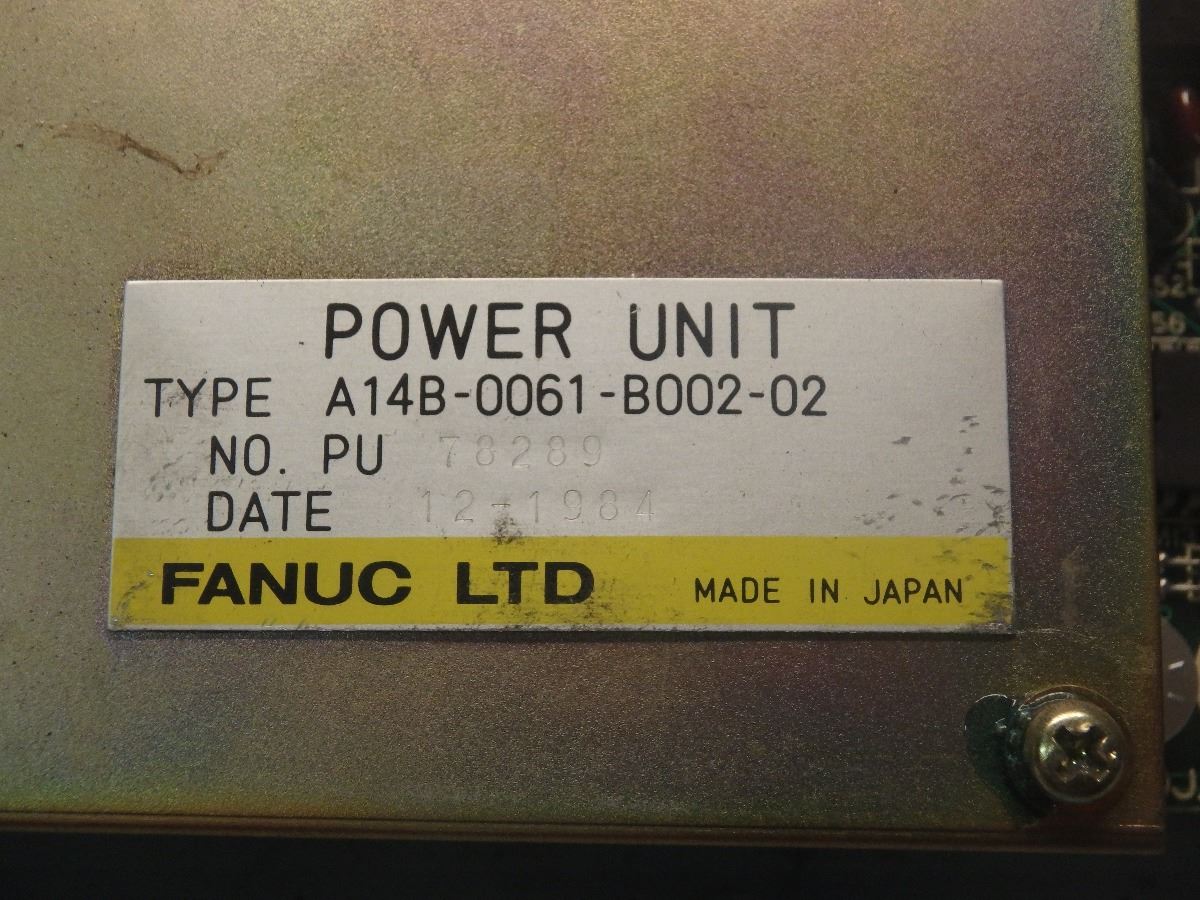 POWER UNIT
TYPE A14B-0061-B002-02
NO. PU 78289
DATE 12-1984
FANUC LTD MADE IN JAPAN